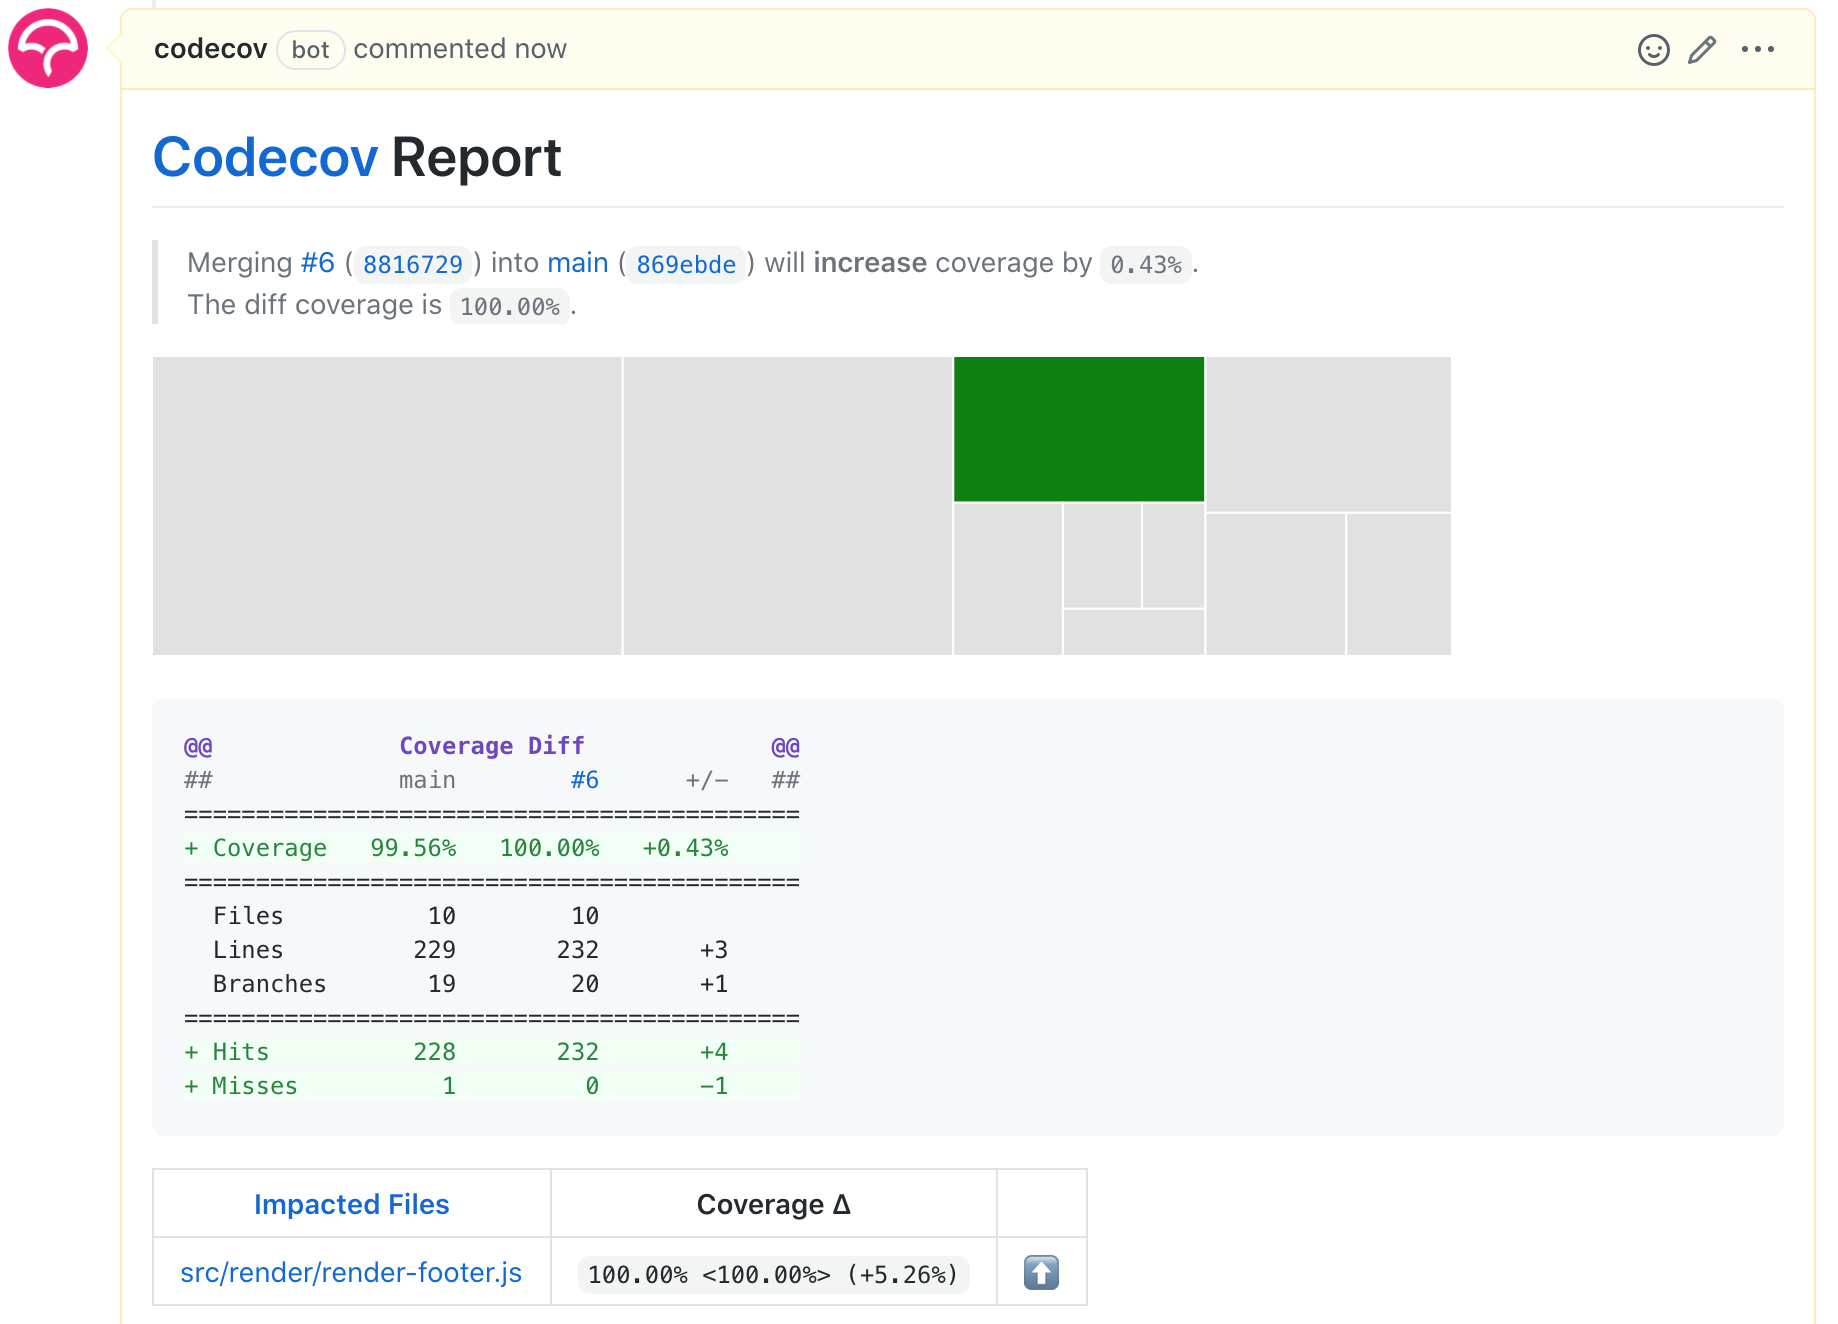 codecov bot commented now
Codecov Report
Merging #6 (8816729) into main (869ebde) will increase coverage by 0.43%.
The diff coverage is 100.00%.
@@             Coverage Diff             @@
##             main        #6      +/-   ##
===========================================
+ Coverage   99.56%   100.00%   +0.43%
===========================================
  Files          10        10
  Lines         229       232       +3
  Branches       19        20       +1
===========================================
+ Hits          228       232       +4
+ Misses          1         0       -1
Impacted Files Coverage Δ
src/render/render-footer.js 100.00% <100.00%> (+5.26%) ⬆️